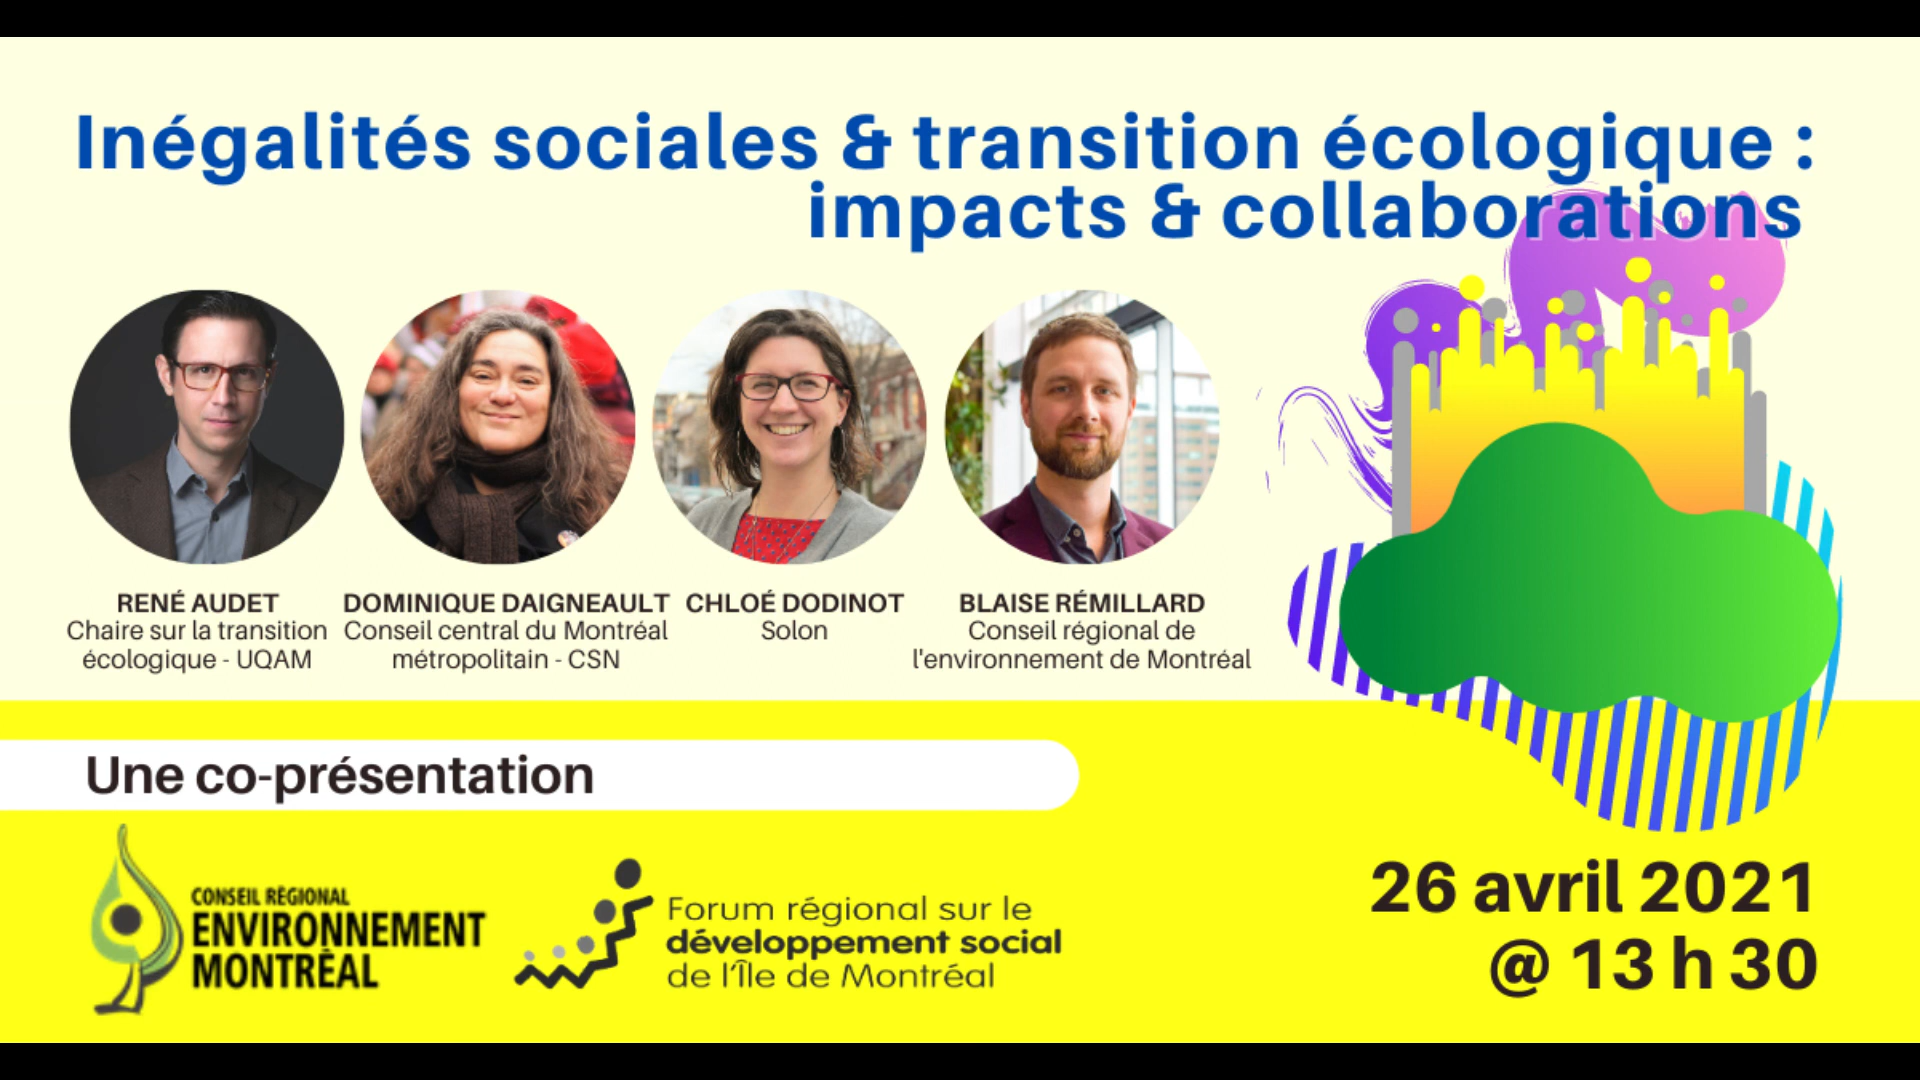 Inégalités sociales & transition écologique :
impacts & collaborations
RENÉ AUDET
Chaire sur la transition
écologique - UQAM
DOMINIQUE DAIGNEAULT
Conseil central du Montréal
métropolitain - CSN
CHLOÉ DODINOT
Solon
BLAISE RÉMILLARD
Conseil régional de
l'environnement de Montréal
Une co-présentation
CONSEIL RÉGIONAL
ENVIRONNEMENT
MONTRÉAL
Forum régional sur le
développement social
de l'Île de Montréal
26 avril 2021
@ 13 h 30